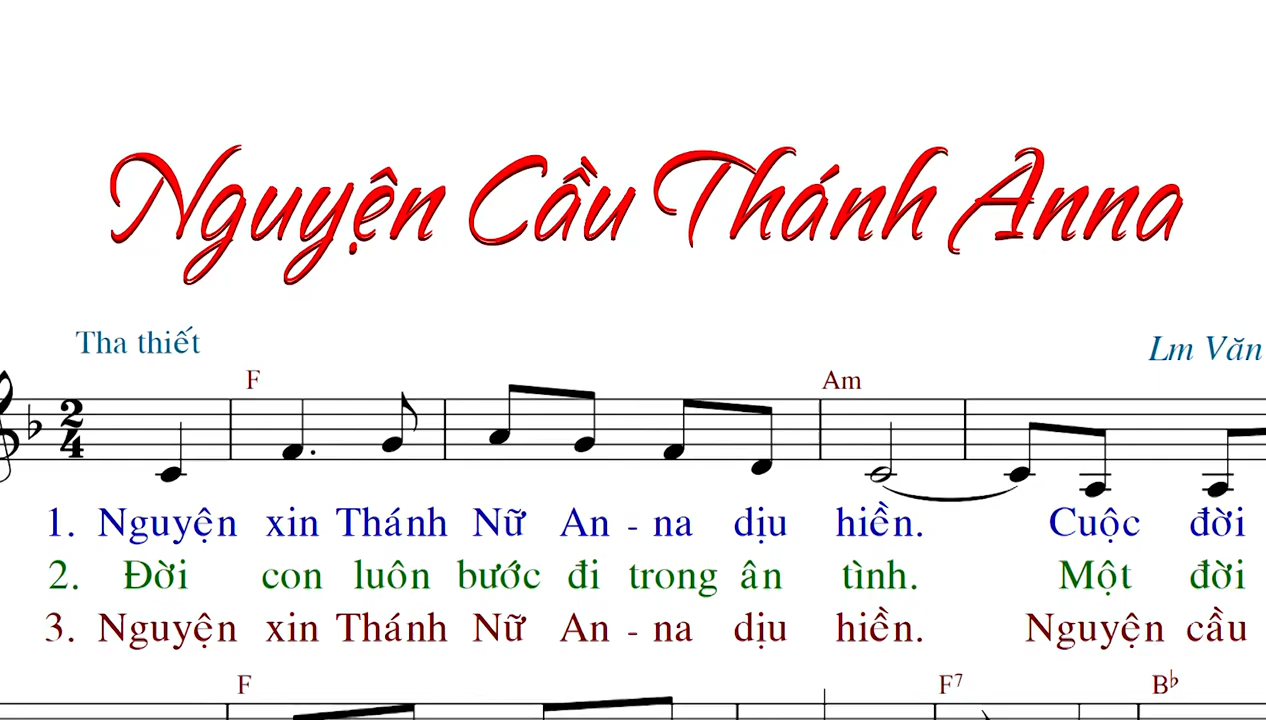 Nguyện Cầu Thánh Anna
Tha thiết
Lm Văn
F Am
2
4
1. Nguyện xin Thánh Nữ An - na dịu hiền. Cuộc đời
2. Đời con luôn bước đi trong ân tình. Một đời
3. Nguyện xin Thánh Nữ An - na dịu hiền. Nguyện cầu
F F7 B♭